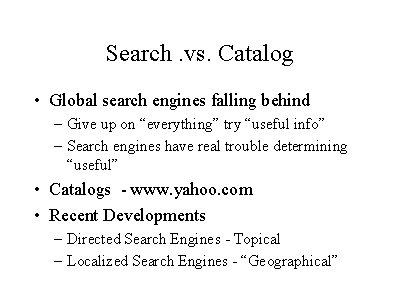 Search .vs. Catalog
• Global search engines falling behind
– Give up on “everything” try “useful info”
– Search engines have real trouble determining
“useful”
• Catalogs - www.yahoo.com
• Recent Developments
– Directed Search Engines - Topical
– Localized Search Engines - “Geographical”